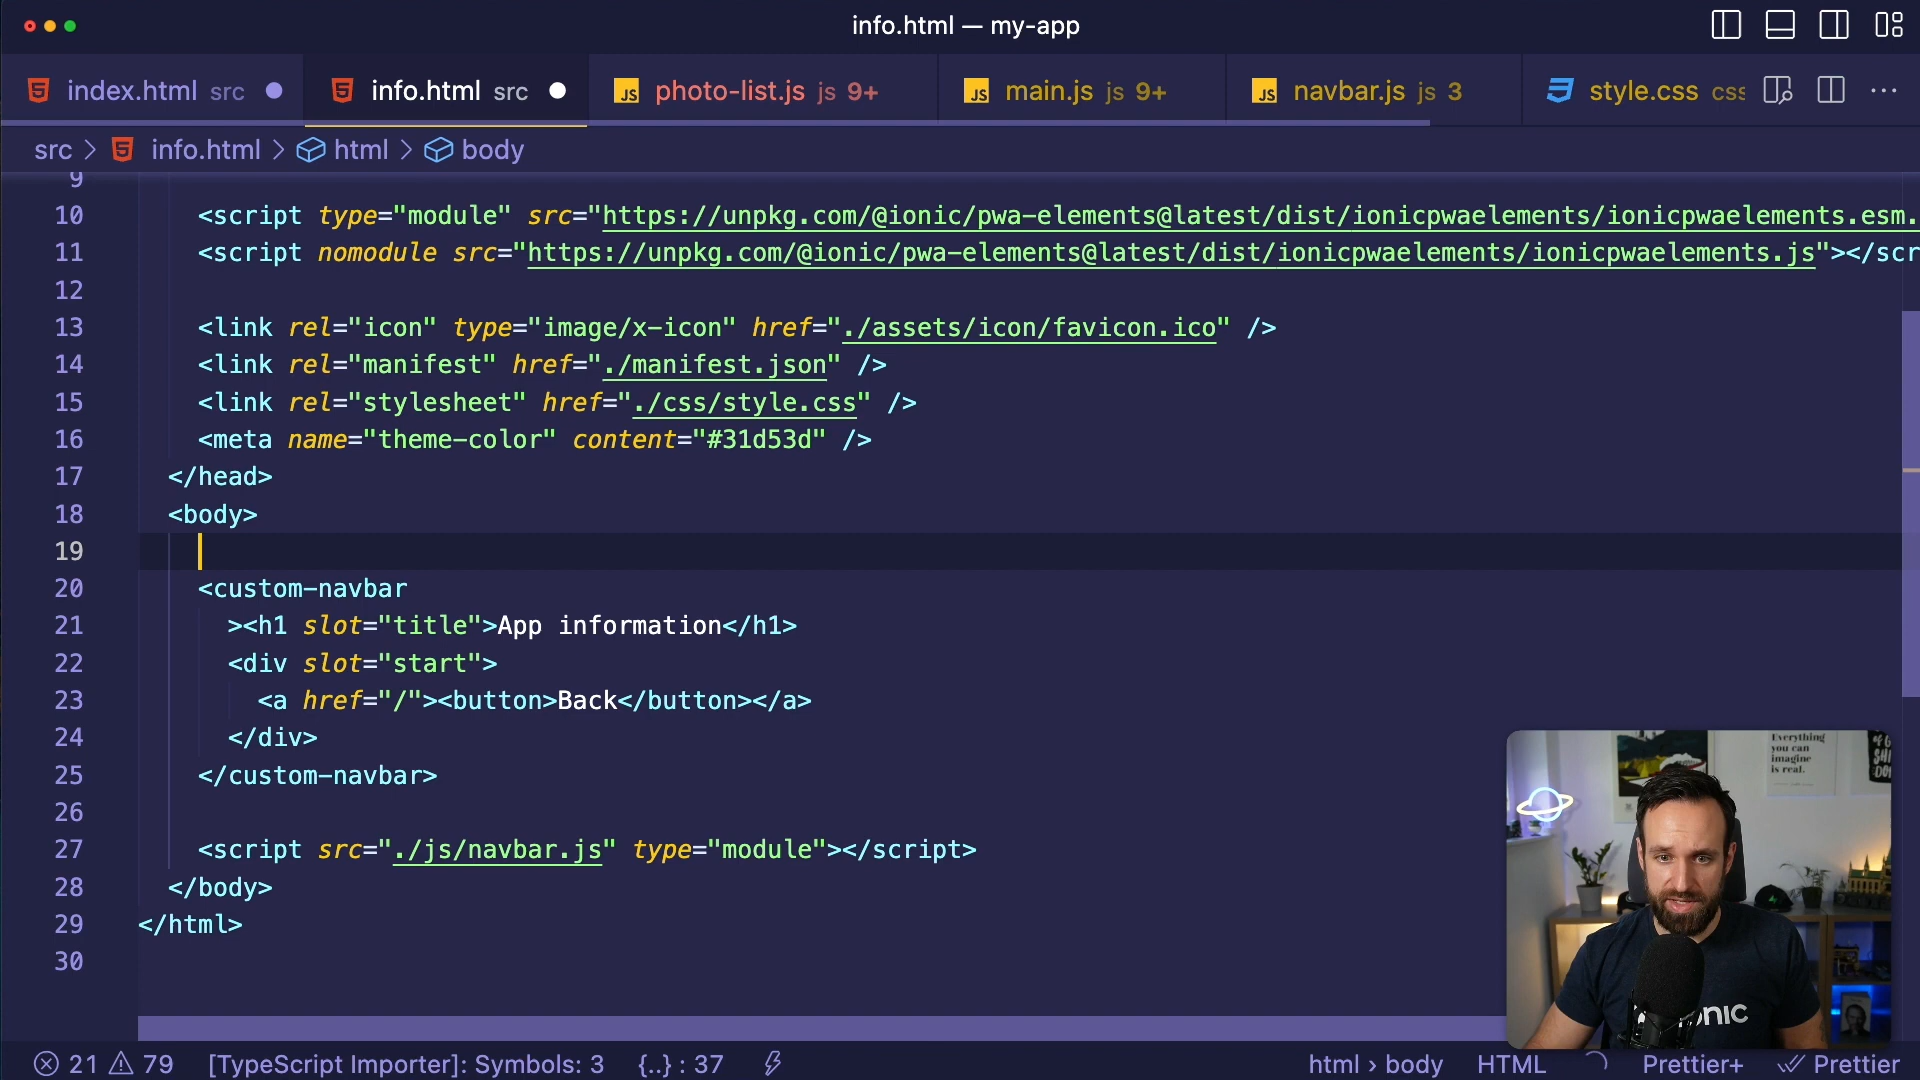 info.html — my-app
index.html src
info.html src
photo-list.js js 9+
main.js js 9+
navbar.js js 3
style.css css
src > info.html > html > body
9
10 <script type="module" src="https://unpkg.com/@ionic/pwa-elements@latest/dist/ionicpwaelements/ionicpwaelements.esm.
11 <script nomodule src="https://unpkg.com/@ionic/pwa-elements@latest/dist/ionicpwaelements/ionicpwaelements.js"></scr
12
13 <link rel="icon" type="image/x-icon" href="./assets/icon/favicon.ico" />
14 <link rel="manifest" href="./manifest.json" />
15 <link rel="stylesheet" href="./css/style.css" />
16 <meta name="theme-color" content="#31d53d" />
17 </head>
18 <body>
19
20 <custom-navbar
21 ><h1 slot="title">App information</h1>
22 <div slot="start">
23 <a href="/"><button>Back</button></a>
24 </div>
25 </custom-navbar>
26
27 <script src="./js/navbar.js" type="module"></script>
28 </body>
29 </html>
30
Everything
you can
imagine
is real.
onic
21 79 [TypeScript Importer]: Symbols: 3 {..} : 37
html › body HTML Prettier+ Prettier